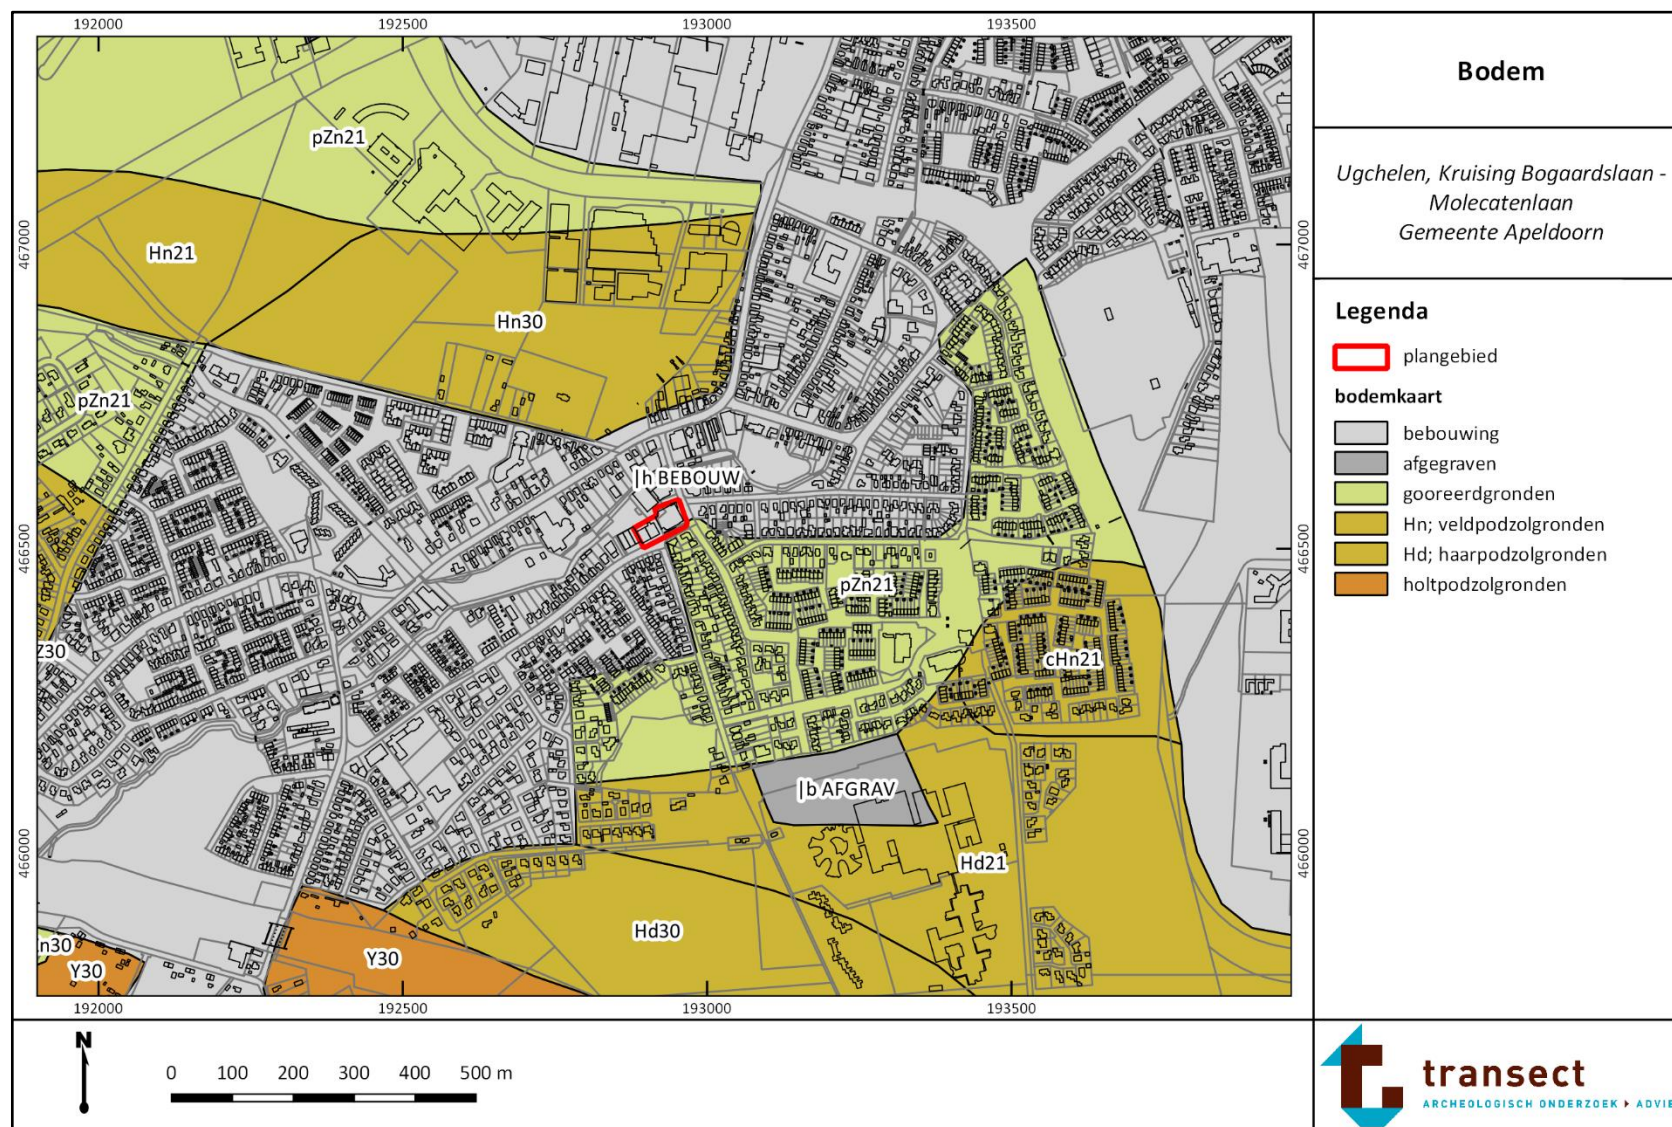 192000 192500 193000 193500
467000
466500
466000
467000
466500
466000
192000 192500 193000 193500
pZn21
Hn21
Hn30
pZn21
|h BEBOUW
pZn21
Z30
cHn21
|b AFGRAV
Hd21
Hd30
Y30
Y30
N
0 100 200 300 400 500 m
Bodem
Ugchelen, Kruising Bogaardslaan -
Molecatenlaan
Gemeente Apeldoorn
Legenda
plangebied
bodemkaart
bebouwing
afgegraven
gooreerdgronden
Hn; veldpodzolgronden
Hd; haarpodzolgronden
holtpodzolgronden
transect
ARCHEOLOGISCH ONDERZOEK ADVIE